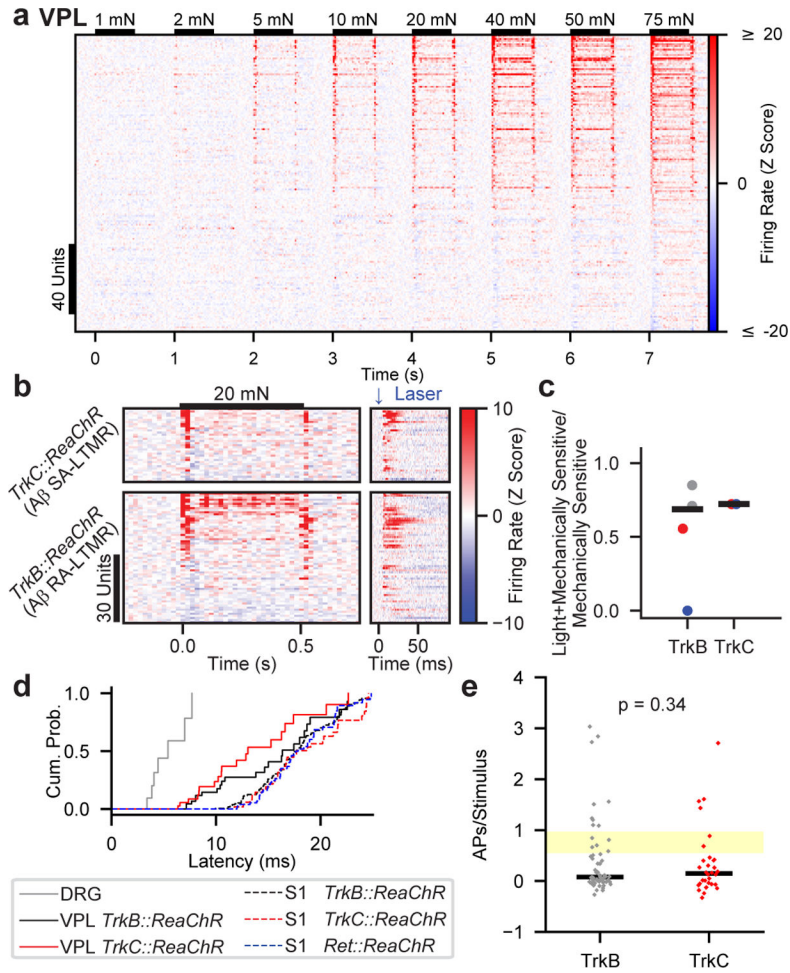 a VPL 1 mN 2 mN 5 mN 10 mN 20 mN 40 mN 50 mN 75 mN
≥ 20
0
≤ -20
Firing Rate (Z Score)
40 Units
0 1 2 3 4 5 6 7
Time (s)
b 20 mN ↓ Laser
TrkC::ReaChR
(Aβ SA-LTMR)
TrkB::ReaChR
(Aβ RA-LTMR)
30 Units
0.0 0.5
Time (s)
0 50
Time (ms)
10
0
-10
Firing Rate (Z Score)
c
Light+Mechanically Sensitive/
Mechanically Sensitive
1.0
0.5
0.0
TrkB TrkC
d
Cum. Prob.
1.0
0.5
0.0
0 10 20
Latency (ms)
DRG
VPL TrkB::ReaChR
VPL TrkC::ReaChR
S1 TrkB::ReaChR
S1 TrkC::ReaChR
S1 Ret::ReaChR
e
p = 0.34
APs/Stimulus
4
3
2
1
0
−1
TrkB TrkC